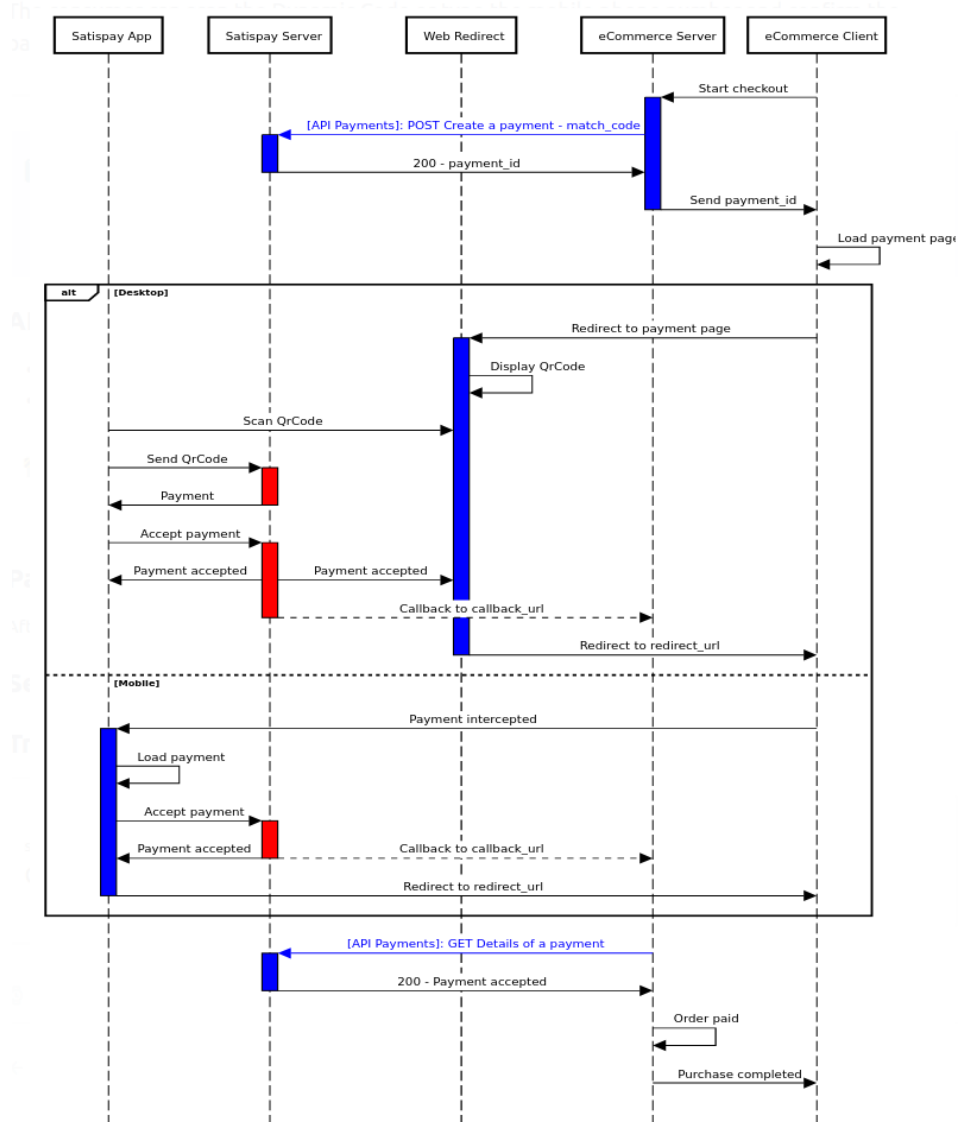 Satispay App
Satispay Server
Web Redirect
eCommerce Server
eCommerce Client
Start checkout
[API Payments]: POST Create a payment - match_code
200 - payment_id
Send payment_id
Load payment page
alt
[Desktop]
Redirect to payment page
Display QrCode
Scan QrCode
Send QrCode
Payment
Accept payment
Payment accepted
Payment accepted
Callback to callback_url
Redirect to redirect_url
[Mobile]
Payment intercepted
Load payment
Accept payment
Payment accepted
Callback to callback_url
Redirect to redirect_url
[API Payments]: GET Details of a payment
200 - Payment accepted
Order paid
Purchase completed